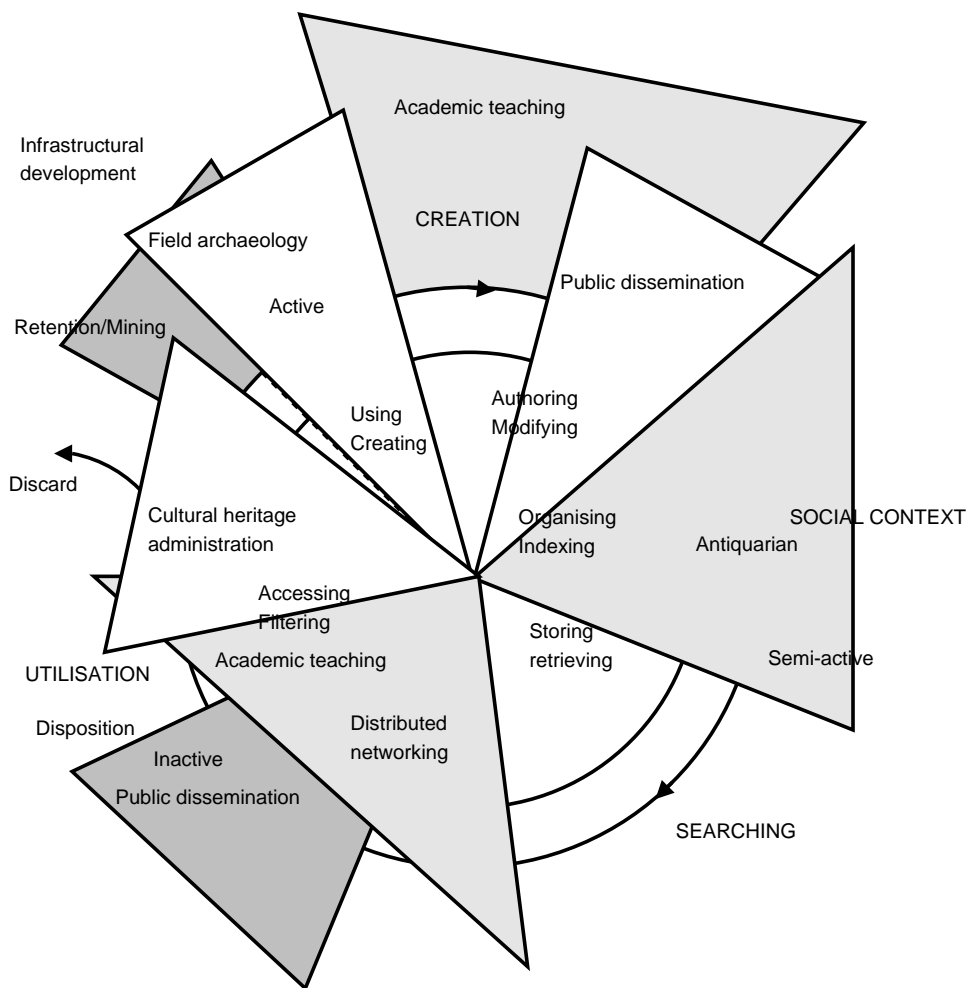 Academic teaching
Infrastructural
development
CREATION
Field archaeology
Public dissemination
Active
Retention/Mining
Authoring
Modifying
Using
Creating
Discard
Cultural heritage
administration
Organising
Indexing
SOCIAL CONTEXT
Antiquarian
Accessing
Filtering
Storing
retrieving
Academic teaching
Semi-active
UTILISATION
Disposition
Distributed
networking
Inactive
Public dissemination
SEARCHING